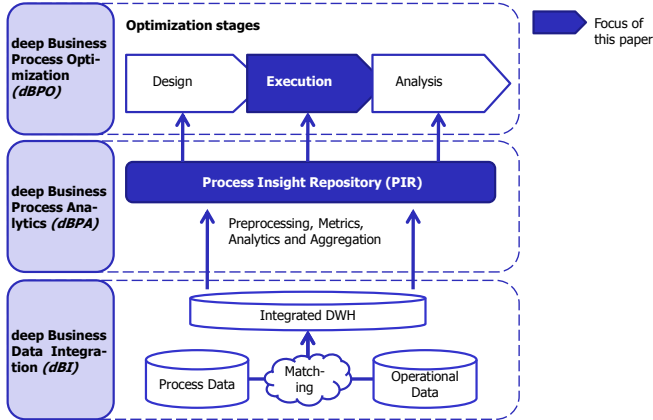 deep Business
Process Opti-
mization
(dBPO)
Optimization stages
Design
Execution
Analysis
Focus of
this paper
deep Business
Process Ana-
lytics (dBPA)
Process Insight Repository (PIR)
Preprocessing, Metrics,
Analytics and Aggregation
deep Business
Data Integra-
tion (dBI)
Integrated DWH
Process Data
Match-
ing
Operational
Data